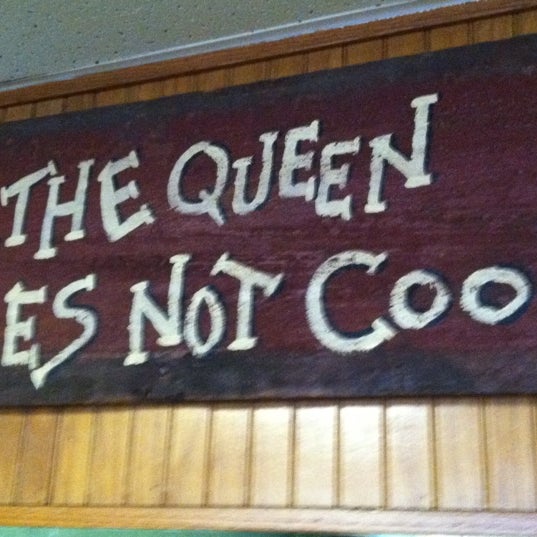 THE QUEEN
ES NOT COO